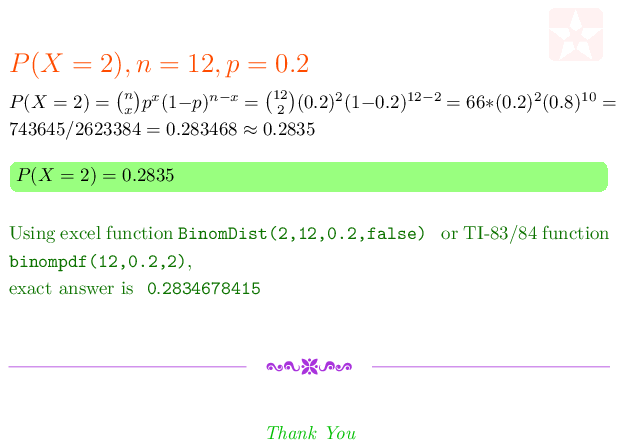 P(X = 2), n = 12, p = 0.2
P(X = 2) = \binom{n}{x} p^x (1−p)^{n−x} = \binom{12}{2} (0.2)^2 (1−0.2)^{12−2} = 66∗(0.2)^2 (0.8)^{10} =
743645/2623384 = 0.283468 ≈ 0.2835
P(X = 2) = 0.2835
Using excel function BinomDist(2,12,0.2,false) or TI-83/84 function
binompdf(12,0.2,2),
exact answer is 0.2834678415
Thank You